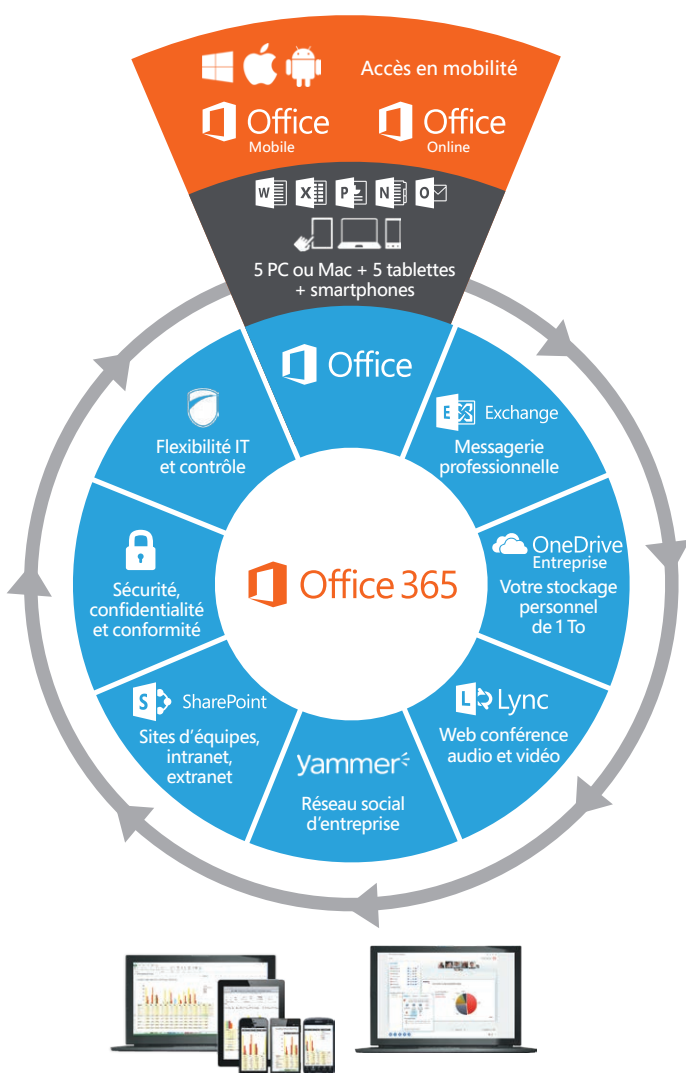 Accès en mobilité
Office
Mobile
Office
Online
W X P N O
5 PC ou Mac + 5 tablettes
+ smartphones
Office
E Exchange
Messagerie
professionnelle
OneDrive
Entreprise
Votre stockage
personnel
de 1 To
L Lync
Web conférence
audio et vidéo
yammer
Réseau social
d'entreprise
S SharePoint
Sites d'équipes,
intranet,
extranet
Sécurité,
confidentialité
et conformité
Flexibilité IT
et contrôle
Office 365